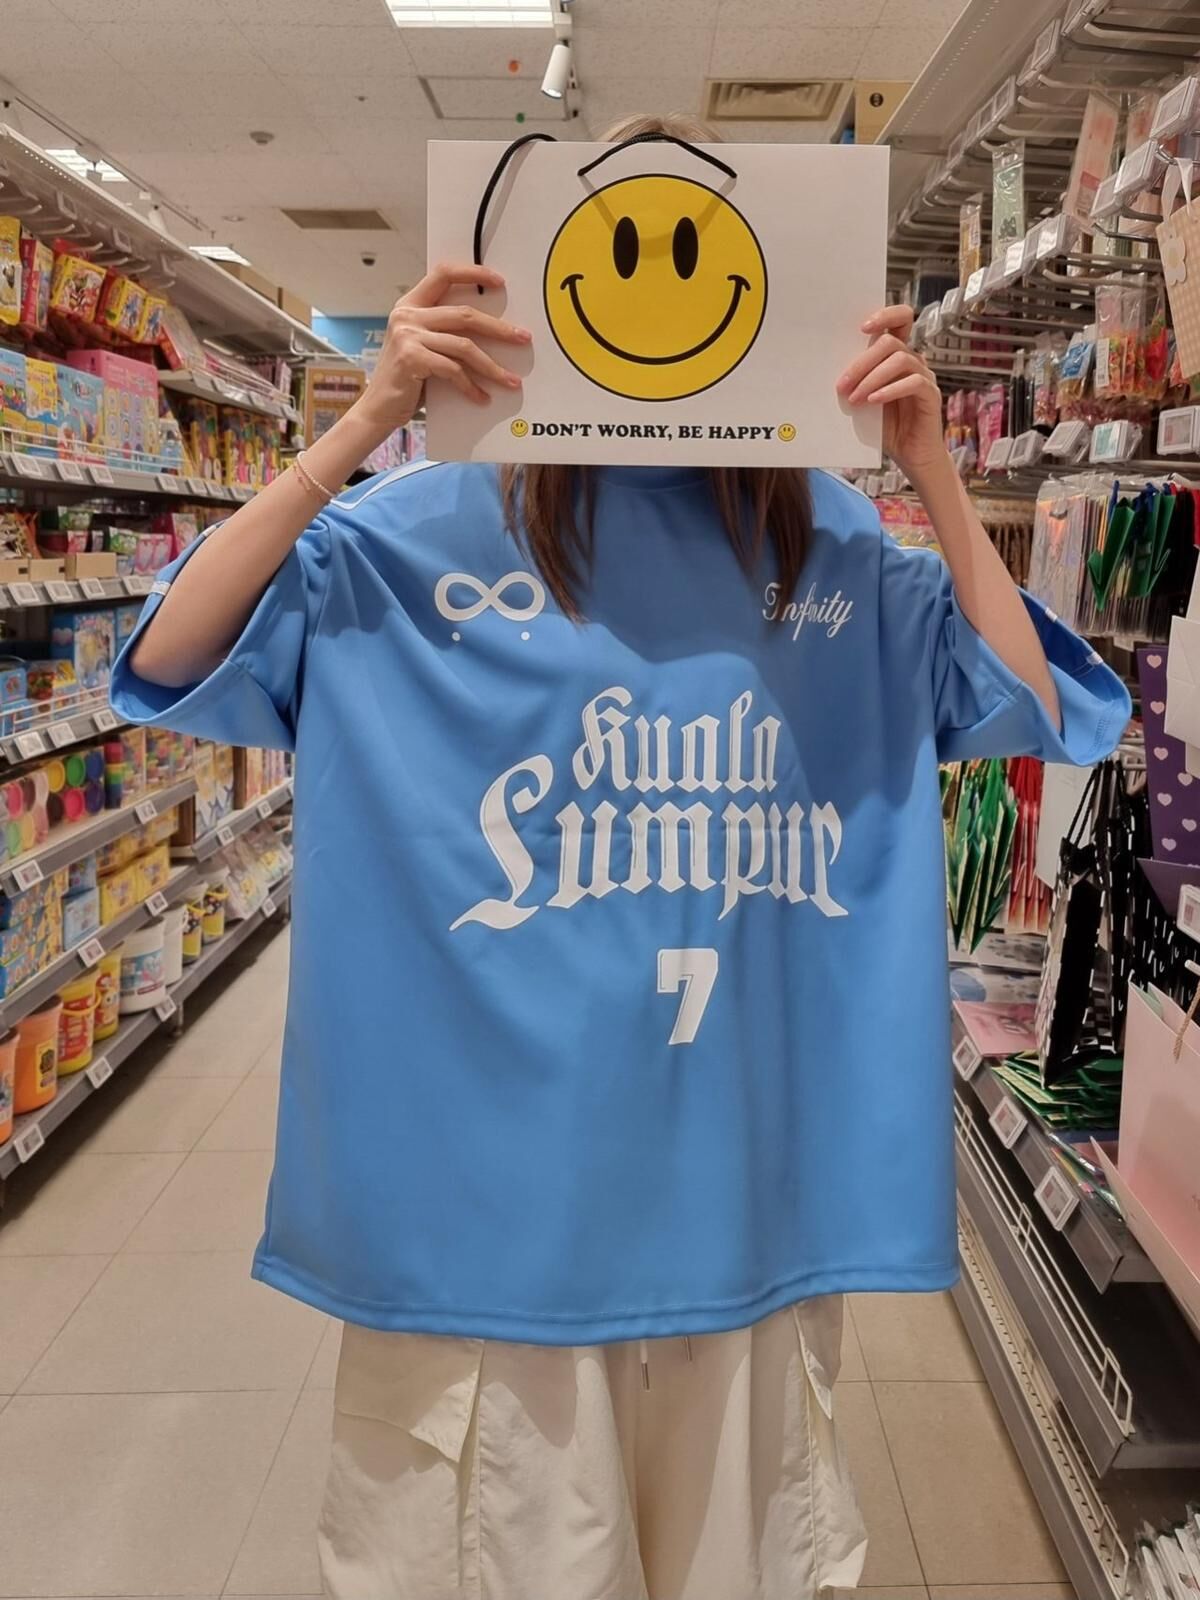 DON'T WORRY, BE HAPPY
Infinity
Kuala
Lumpur
7